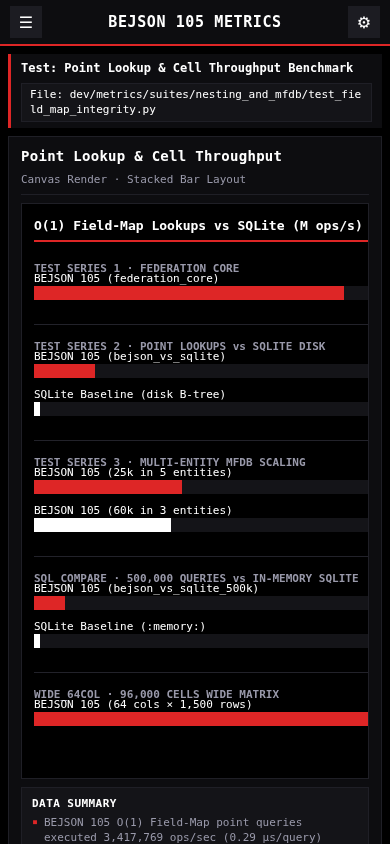 ☰
BEJSON 105 METRICS
⚙
Test: Point Lookup & Cell Throughput Benchmark
File: dev/metrics/suites/nesting_and_mfdb/test_fie
ld_map_integrity.py
Point Lookup & Cell Throughput
Canvas Render · Stacked Bar Layout
O(1) Field-Map Lookups vs SQLite (M ops/s)
TEST SERIES 1 · FEDERATION CORE
BEJSON 105 (federation_core)
TEST SERIES 2 · POINT LOOKUPS vs SQLITE DISK
BEJSON 105 (bejson_vs_sqlite)
SQLite Baseline (disk B-tree)
TEST SERIES 3 · MULTI-ENTITY MFDB SCALING
BEJSON 105 (25k in 5 entities)
BEJSON 105 (60k in 3 entities)
SQL COMPARE · 500,000 QUERIES vs IN-MEMORY SQLITE
BEJSON 105 (bejson_vs_sqlite_500k)
SQLite Baseline (:memory:)
WIDE 64COL · 96,000 CELLS WIDE MATRIX
BEJSON 105 (64 cols × 1,500 rows)
DATA SUMMARY
▪ BEJSON 105 O(1) Field-Map point queries
executed 3,417,769 ops/sec (0.29 μs/query)